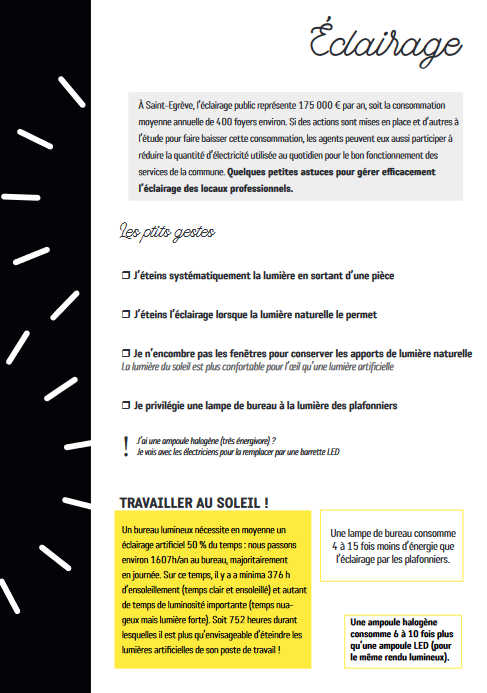 Éclairage
À Saint-Egrève, l'éclairage public représente 175 000 € par an, soit la consommation
moyenne annuelle de 400 foyers environ. Si des actions sont mises en place et d'autres à
l'étude pour faire baisser cette consommation, les agents peuvent eux aussi participer à
réduire la quantité d'électricité utilisée au quotidien pour le bon fonctionnement des
services de la commune. Quelques petites astuces pour gérer efficacement
l'éclairage des locaux professionnels.
Les ptits gestes
❒ J'éteins systématiquement la lumière en sortant d'une pièce
❒ J'éteins l'éclairage lorsque la lumière naturelle le permet
❒ Je n'encombre pas les fenêtres pour conserver les apports de lumière naturelle
La lumière du soleil est plus confortable pour l'œil qu'une lumière artificielle
❒ Je privilégie une lampe de bureau à la lumière des plafonniers
! J'ai une ampoule halogène (très énergivore) ?
Je vois avec les électriciens pour la remplacer par une barrette LED
TRAVAILLER AU SOLEIL !
Un bureau lumineux nécessite en moyenne un
éclairage artificiel 50 % du temps : nous passons
environ 1607h/an au bureau, majoritairement
en journée. Sur ce temps, il y a a minima 376 h
d'ensoleillement (temps clair et ensoleillé) et autant
de temps de luminosité importante (temps nua-
geux mais lumière forte). Soit 752 heures durant
lesquelles il est plus qu'envisageable d'éteindre les
lumières artificielles de son poste de travail !
Une lampe de bureau consomme
4 à 15 fois moins d'énergie que
l'éclairage par les plafonniers.
Une ampoule halogène
consomme 6 à 10 fois plus
qu'une ampoule LED (pour
le même rendu lumineux).